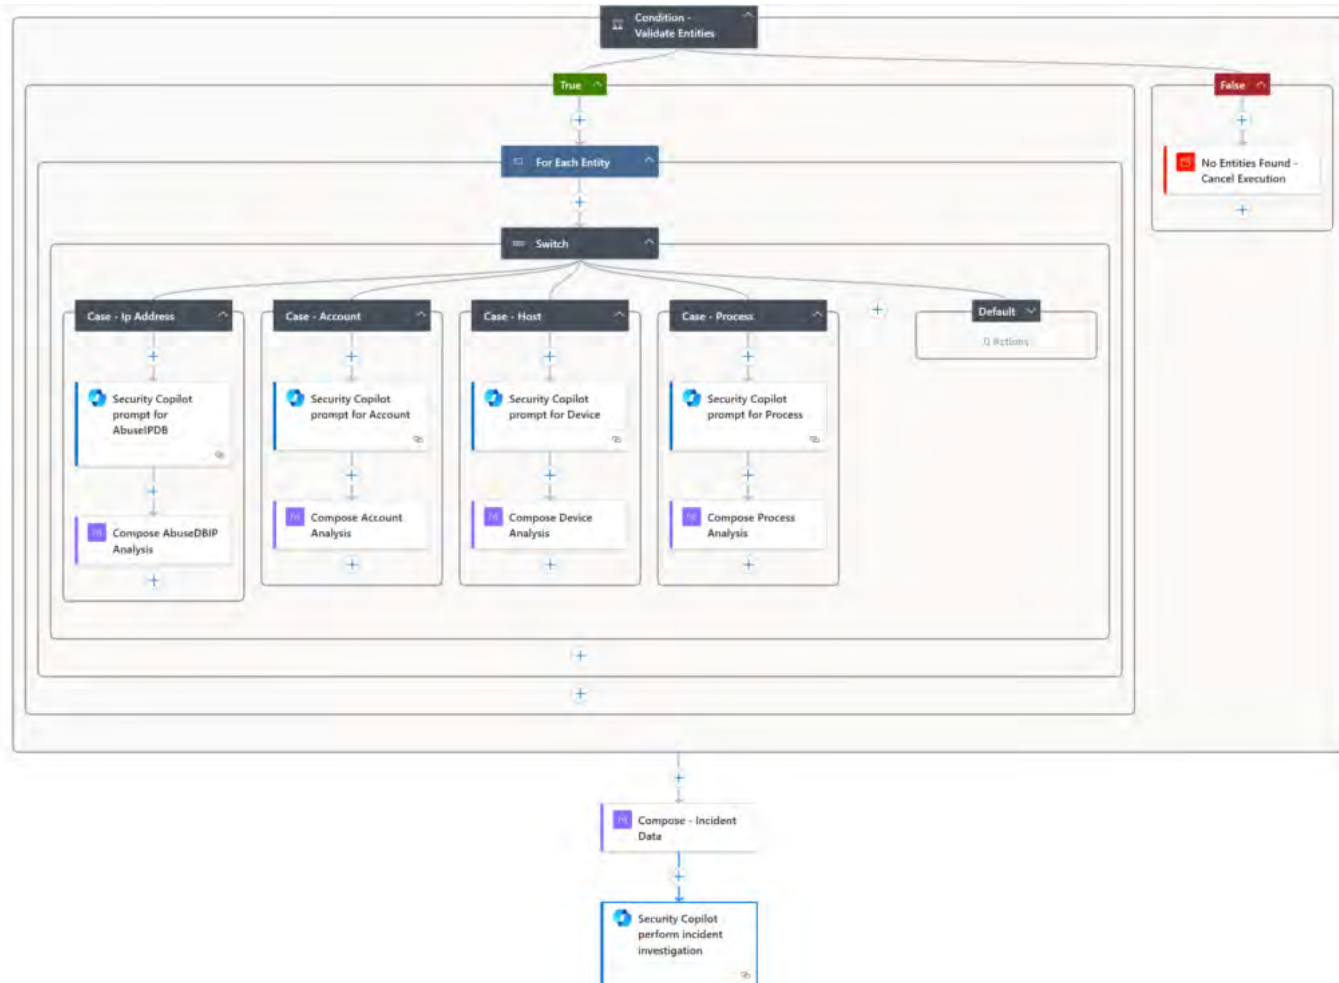 Condition -
Validate Entities
True
False
For Each Entity
No Entities Found -
Cancel Execution
Switch
Case - Ip Address
Case - Account
Case - Host
Case - Process
Default
0 Actions
Security Copilot
prompt for
AbuseIPDB
Security Copilot
prompt for Account
Security Copilot
prompt for Device
Security Copilot
prompt for Process
Compose AbuseDBIP
Analysis
Compose Account
Analysis
Compose Device
Analysis
Compose Process
Analysis
Compose - Incident
Data
Security Copilot
perform incident
investigation